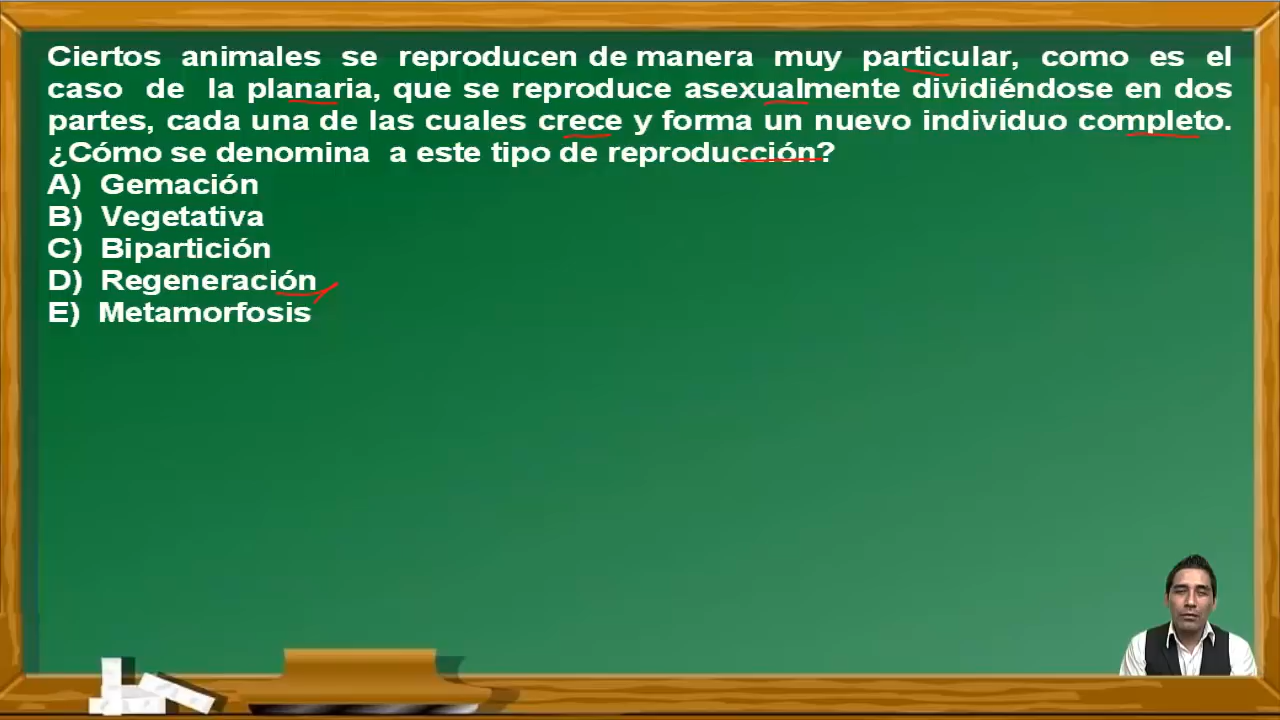 Ciertos animales se reproducen de manera muy particular, como es el
caso de la planaria, que se reproduce asexualmente dividiéndose en dos
partes, cada una de las cuales crece y forma un nuevo individuo completo.
¿Cómo se denomina a este tipo de reproducción?
A) Gemación
B) Vegetativa
C) Bipartición
D) Regeneración
E) Metamorfosis